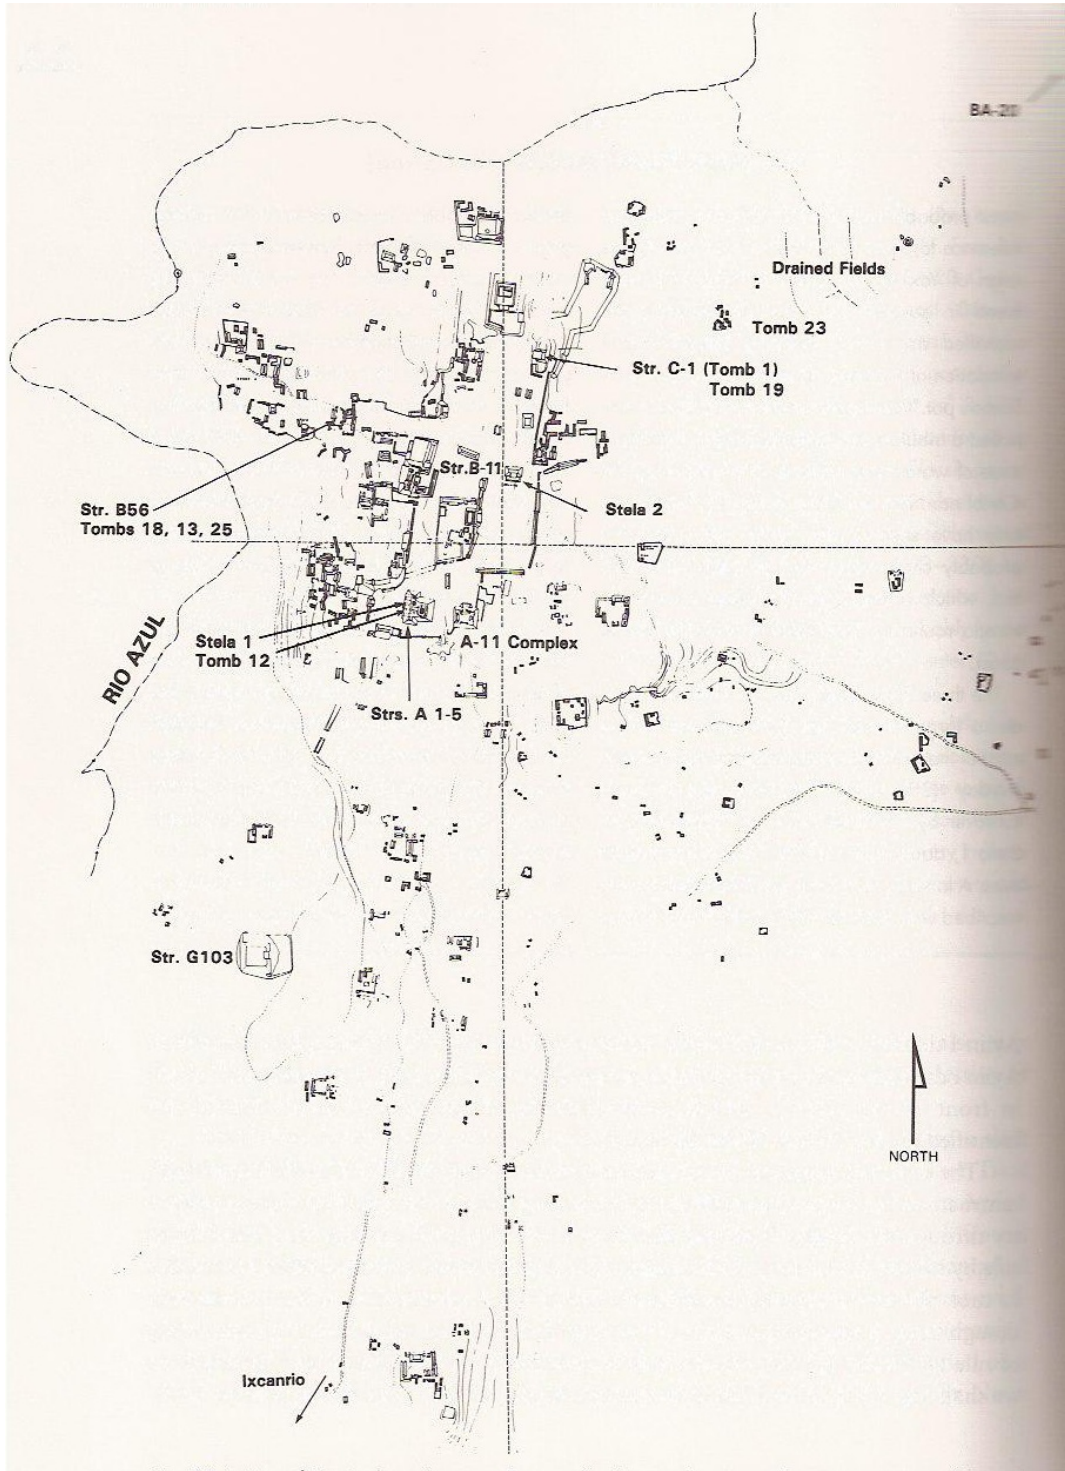 BA-20
Drained Fields
Tomb 23
Str. C-1 (Tomb 1)
Tomb 19
Str.B-11
Str. B56
Tombs 18, 13, 25
Stela 2
Stela 1
Tomb 12
A-11 Complex
RIO AZUL
Strs. A 1-5
Str. G103
NORTH
Ixcanrio